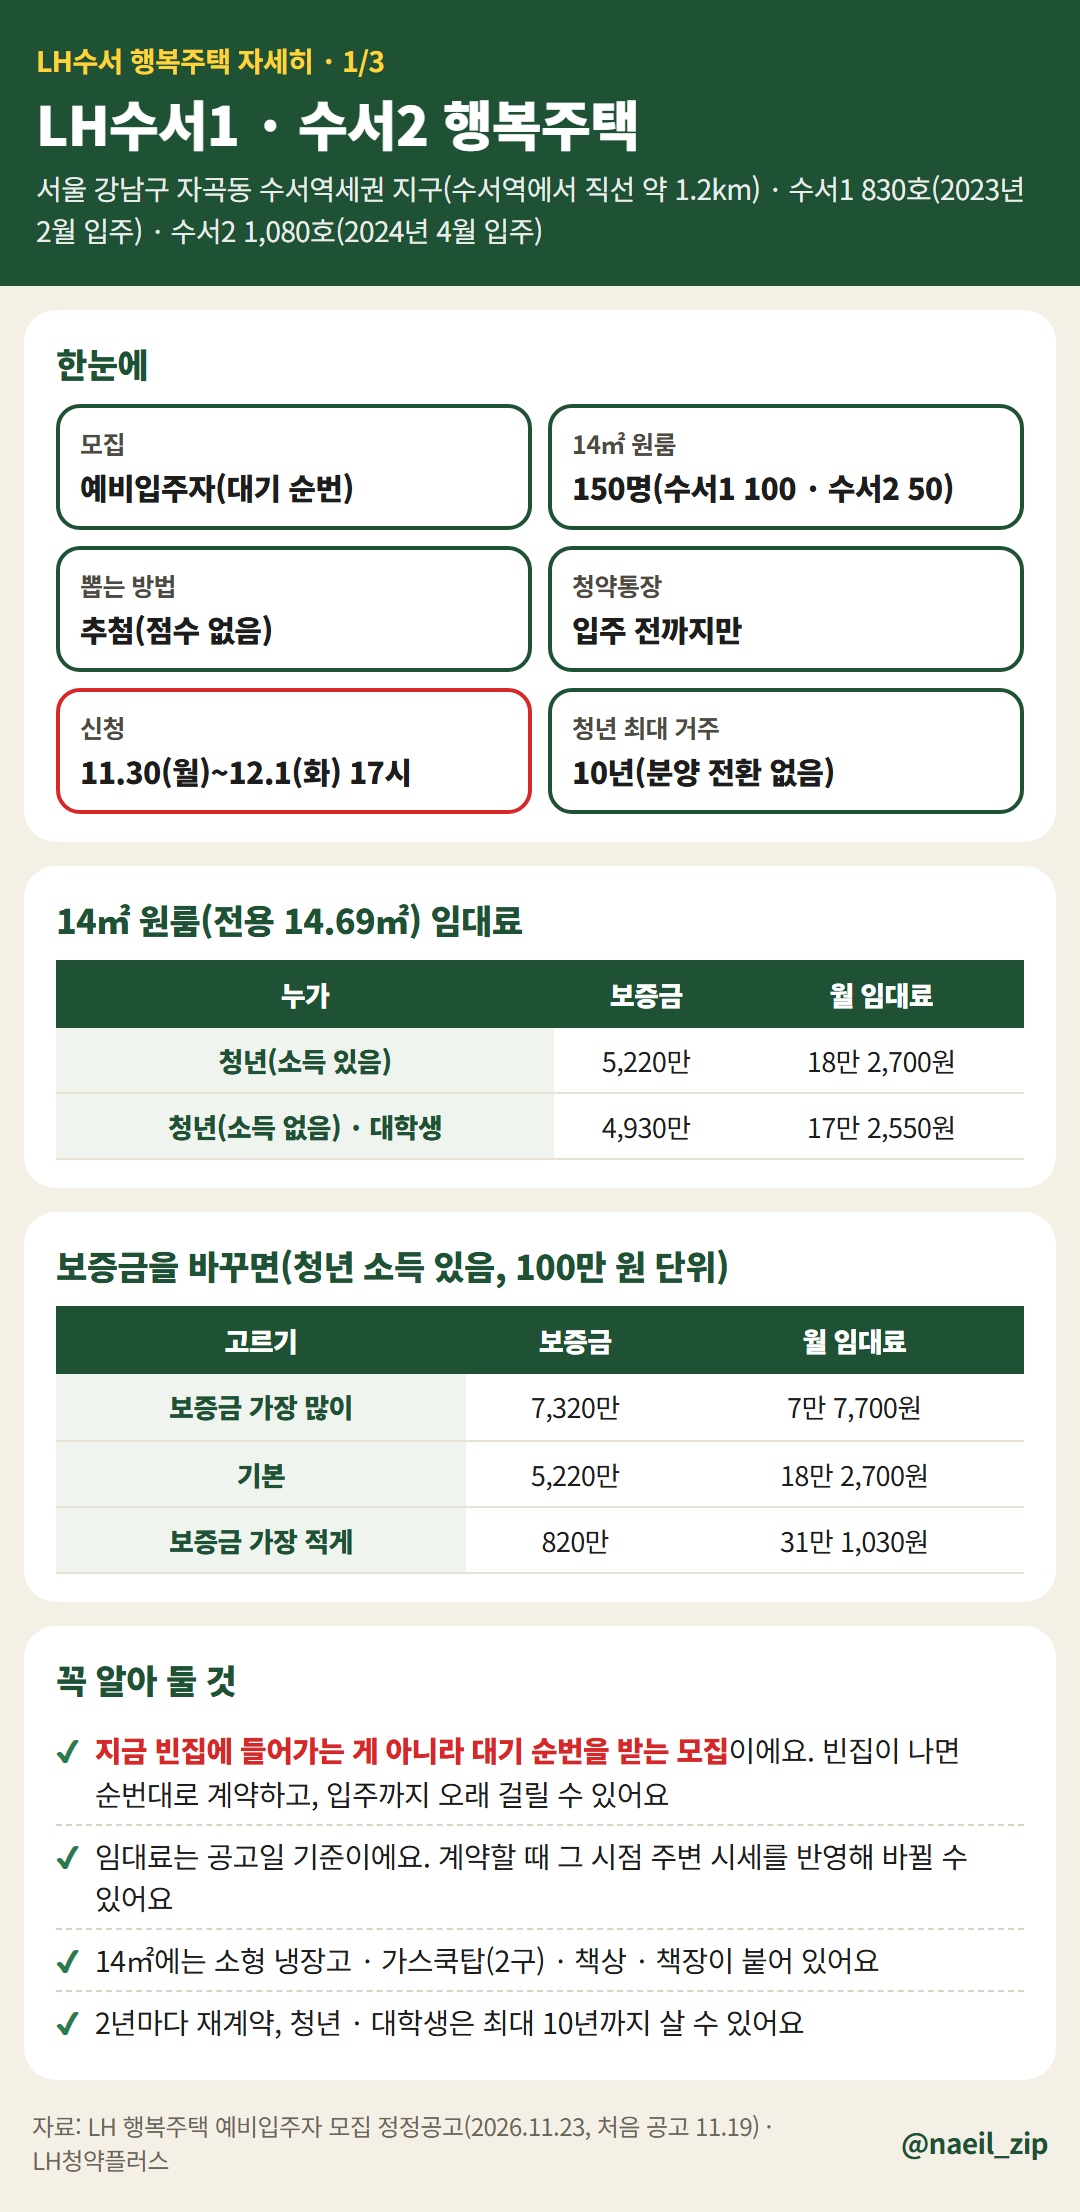 LH수서 행복주택 자세히 · 1/3
LH수서1 · 수서2 행복주택
서울 강남구 자곡동 수서역세권 지구(수서역에서 직선 약 1.2km) · 수서1 830호(2023년
2월 입주) · 수서2 1,080호(2024년 4월 입주)
한눈에
모집
예비입주자(대기 순번)
14㎡ 원룸
150명(수서1 100 · 수서2 50)
뽑는 방법
추첨(점수 없음)
청약통장
입주 전까지만
신청
11.30(월)~12.1(화) 17시
청년 최대 거주
10년(분양 전환 없음)
14㎡ 원룸(전용 14.69㎡) 임대료
누가 보증금 월 임대료
청년(소득 있음) 5,220만 18만 2,700원
청년(소득 없음) · 대학생 4,930만 17만 2,550원
보증금을 바꾸면(청년 소득 있음, 100만 원 단위)
고르기 보증금 월 임대료
보증금 가장 많이 7,320만 7만 7,700원
기본 5,220만 18만 2,700원
보증금 가장 적게 820만 31만 1,030원
꼭 알아 둘 것
✔ 지금 빈집에 들어가는 게 아니라 대기 순번을 받는 모집이에요. 빈집이 나면
순번대로 계약하고, 입주까지 오래 걸릴 수 있어요
✔ 임대료는 공고일 기준이에요. 계약할 때 그 시점 주변 시세를 반영해 바뀔 수
있어요
✔ 14㎡에는 소형 냉장고 · 가스쿡탑(2구) · 책상 · 책장이 붙어 있어요
✔ 2년마다 재계약, 청년 · 대학생은 최대 10년까지 살 수 있어요
자료: LH 행복주택 예비입주자 모집 정정공고(2026.11.23, 처음 공고 11.19) ·
LH청약플러스
@naeil_zip